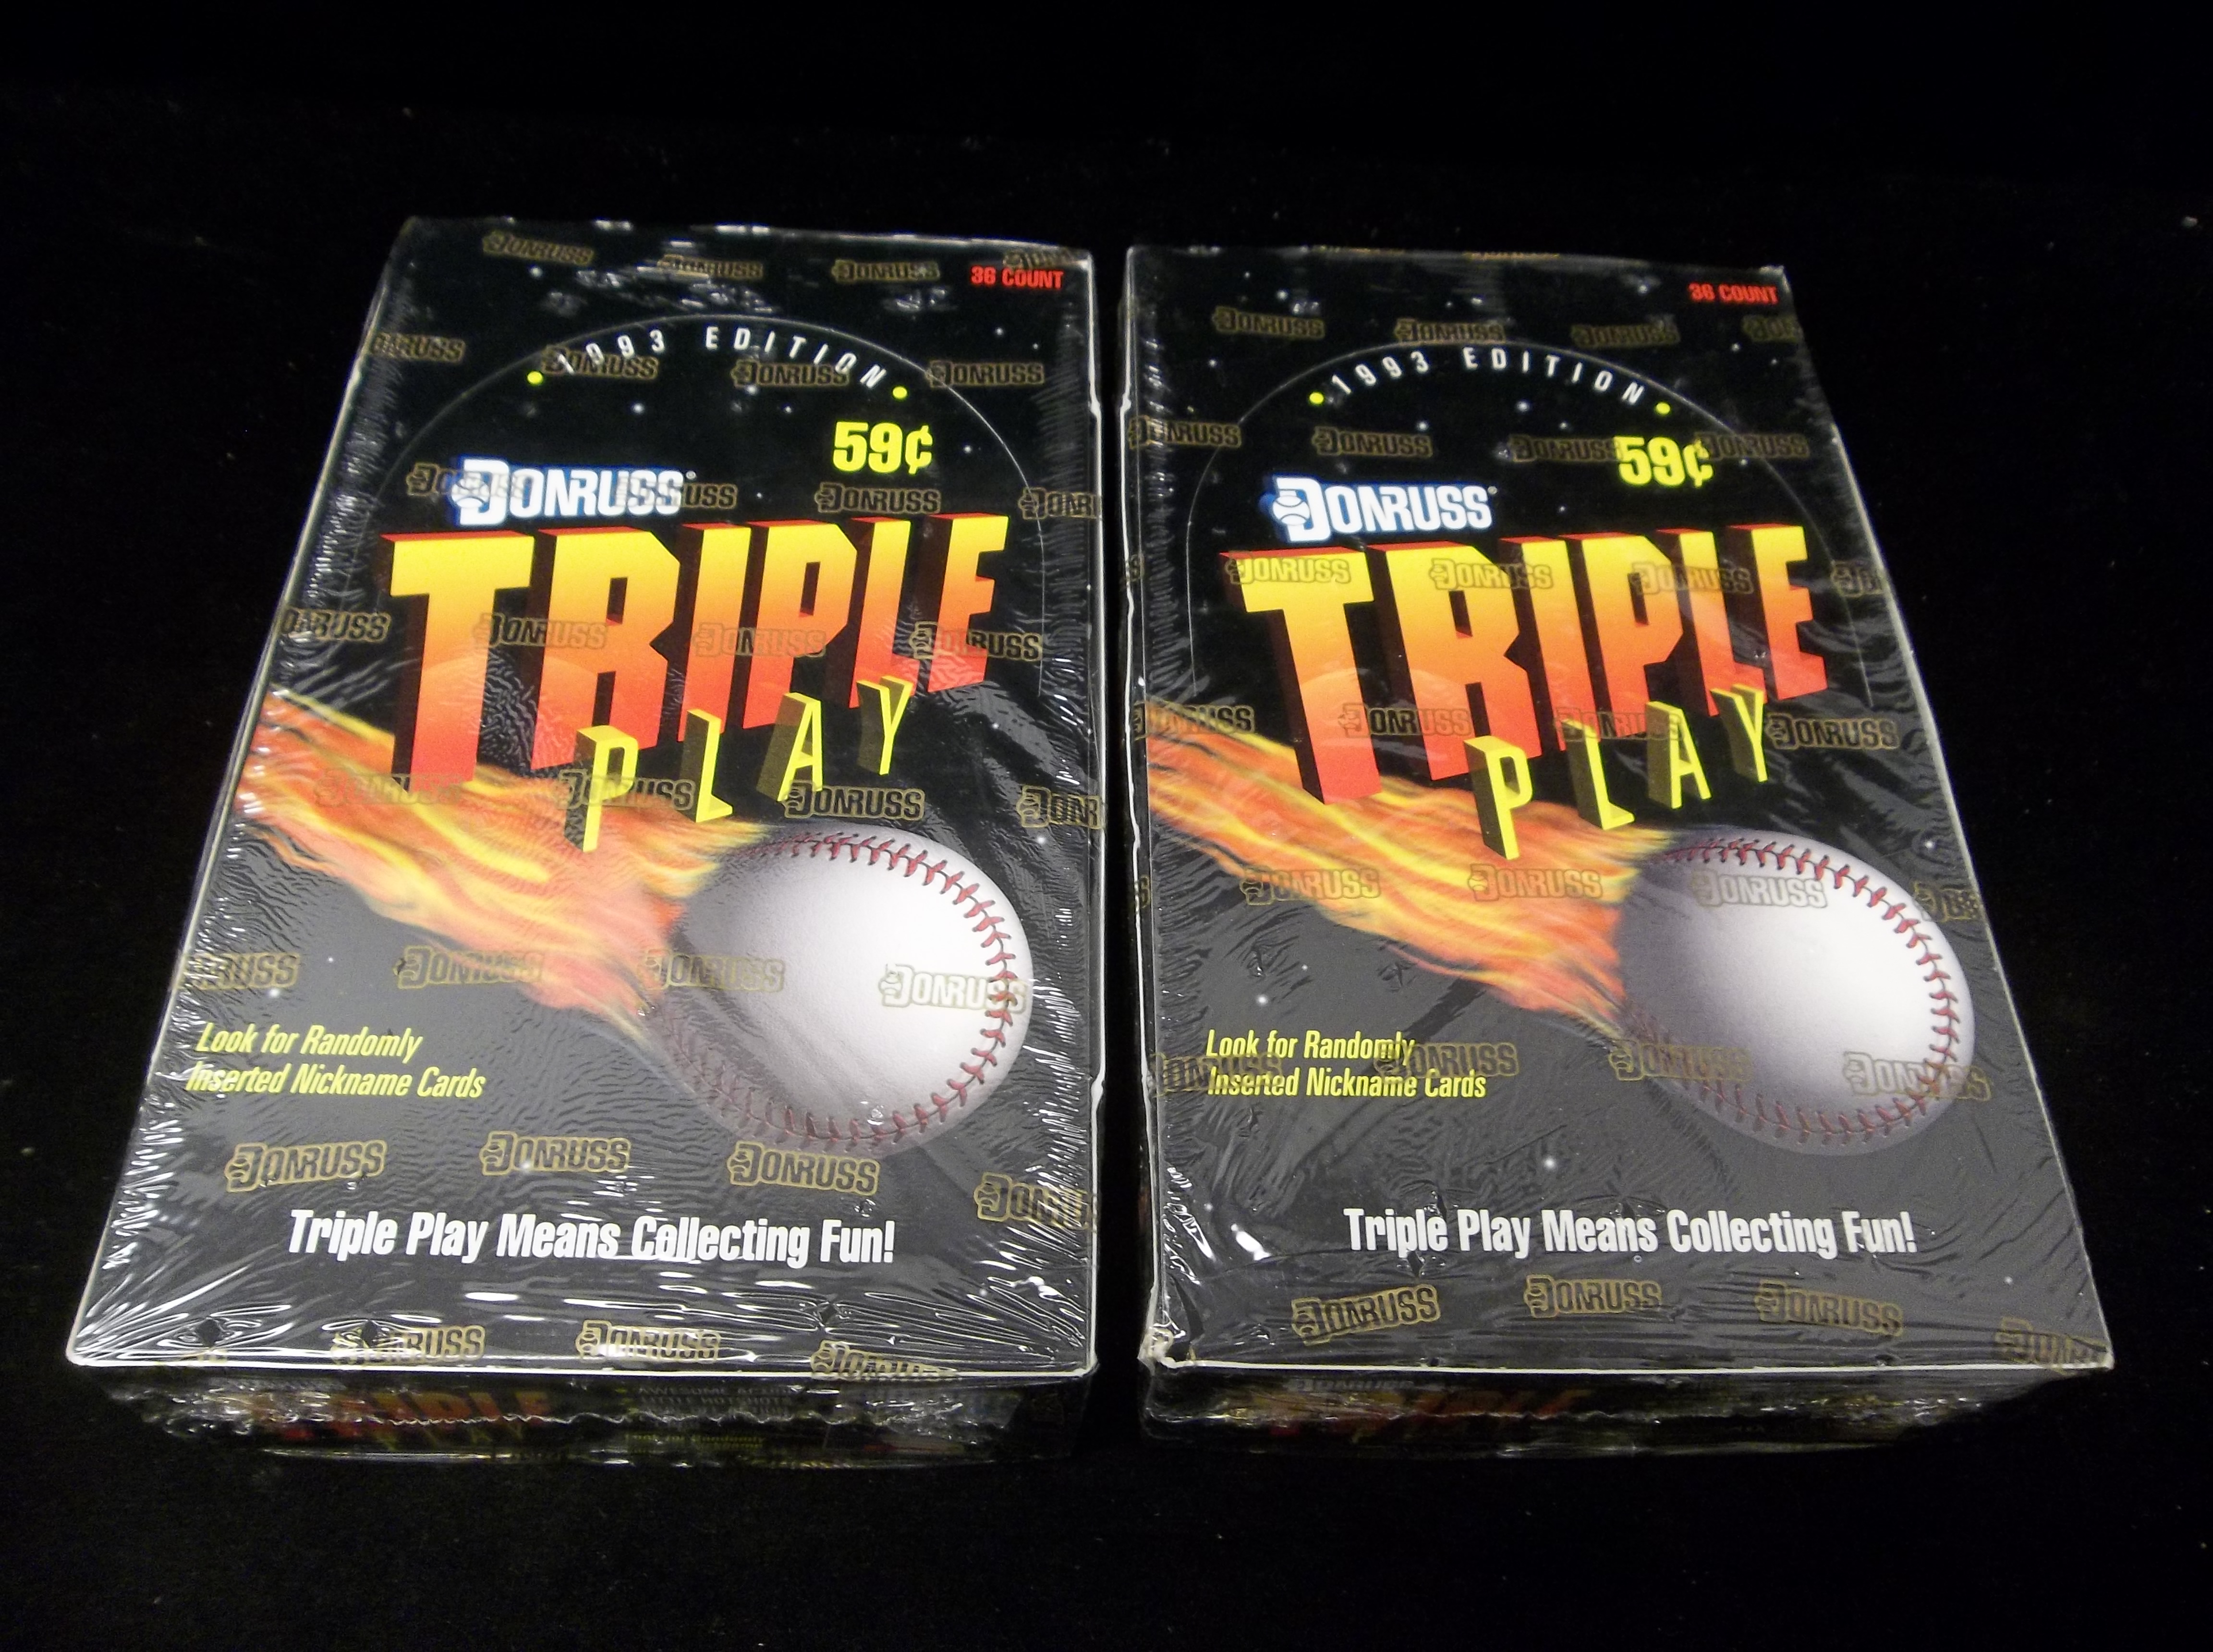 36 COUNT
1993 EDITION
59¢
DONRUSS
TRIPLE
PLAY
Look for Randomly
Inserted Nickname Cards
Triple Play Means Collecting Fun!
TRIPLE
PLAY
36 COUNT
1993 EDITION
59¢
DONRUSS
TRIPLE
PLAY
Look for Randomly
Inserted Nickname Cards
Triple Play Means Collecting Fun!